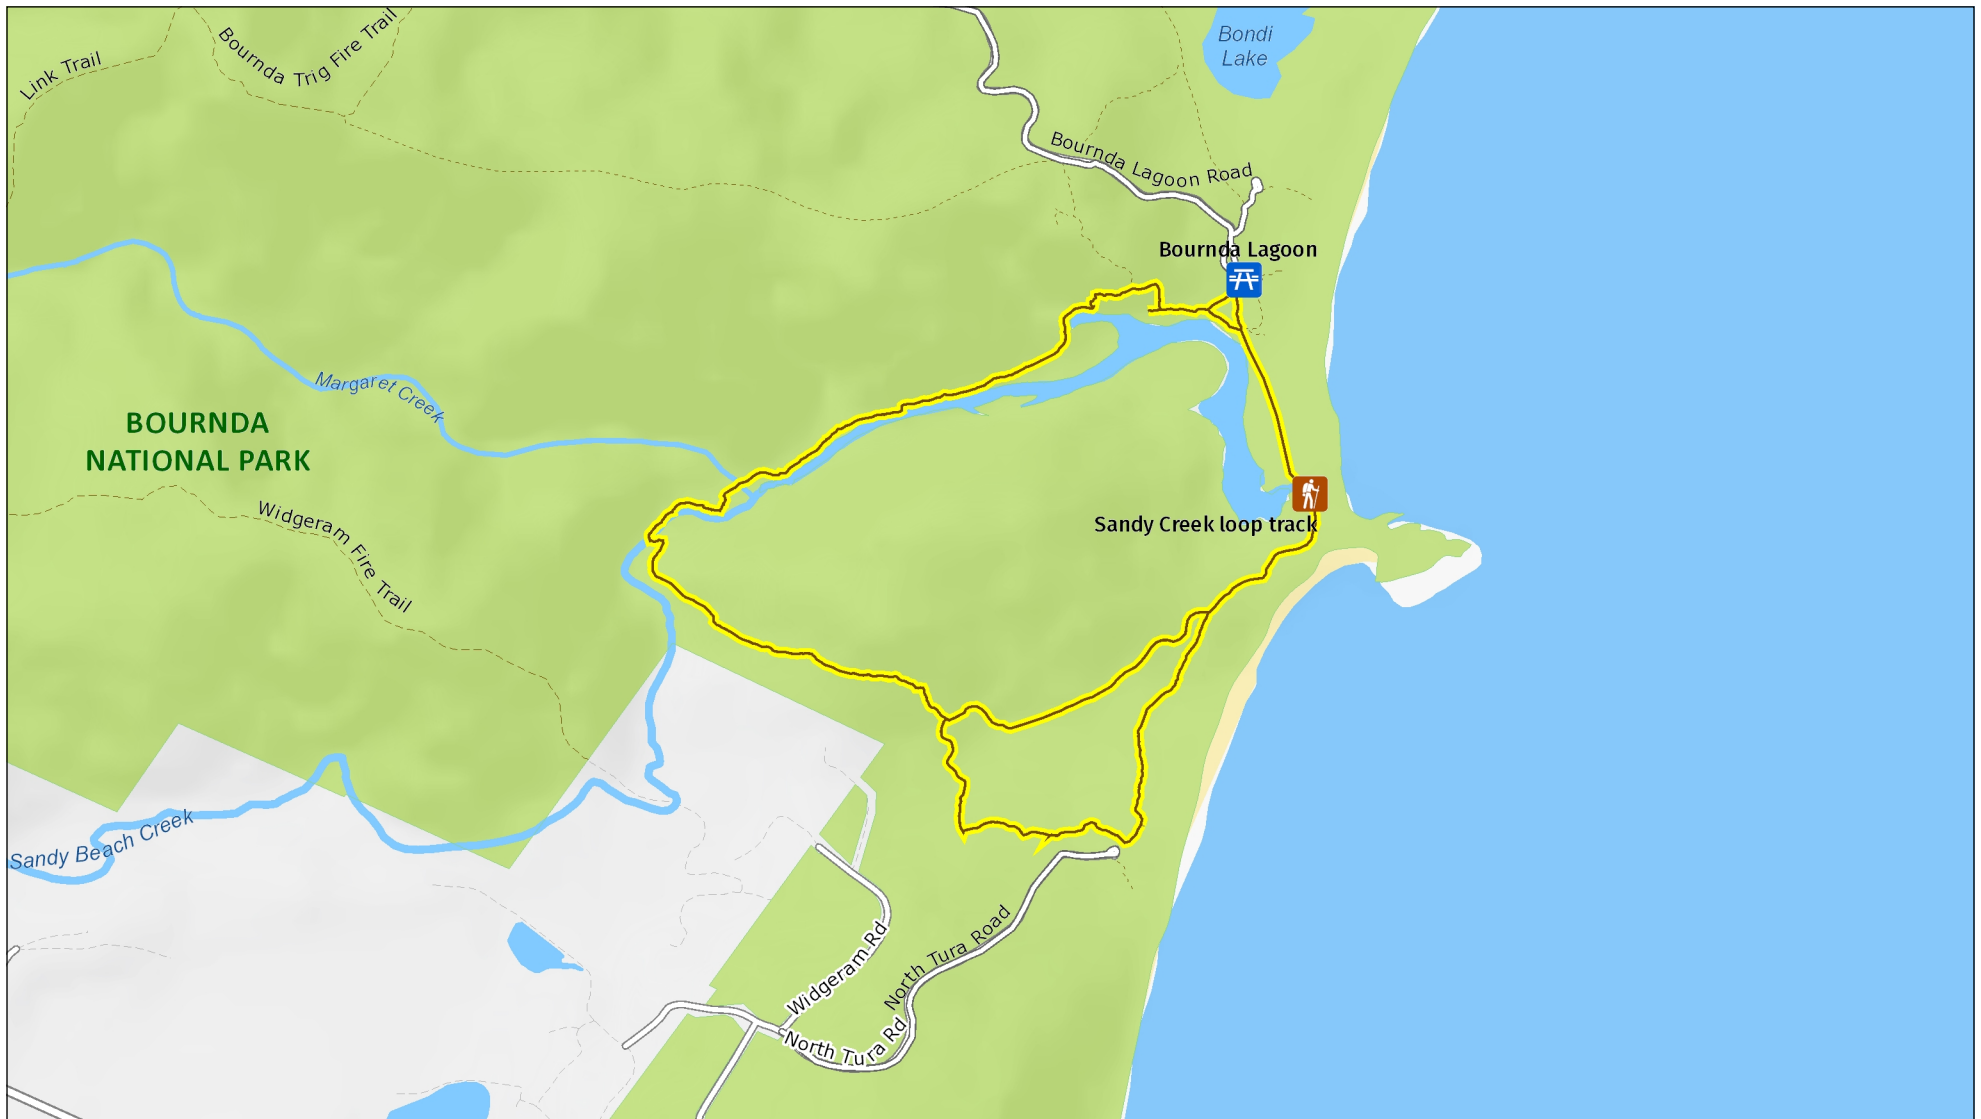 Bondi
Lake
Link Trail
Bournda Trig Fire Trail
Bournda Lagoon Road
Bournda Lagoon
Margaret Creek
BOURNDA
NATIONAL PARK
Widgeram Fire Trail
Sandy Creek loop track
Sandy Beach Creek
Widgeram Rd
North Tura Road
North Tura Rd